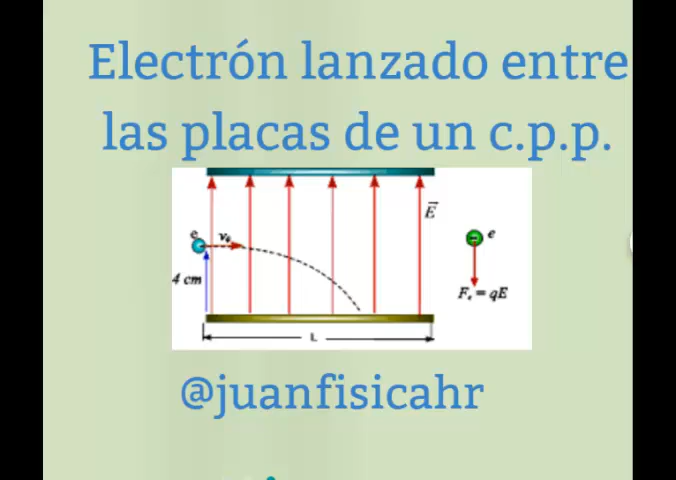 Electrón lanzado entre
las placas de un c.p.p.
E
e
v₀
e
4 cm
Fₑ = qE
L
@juanfisicahr